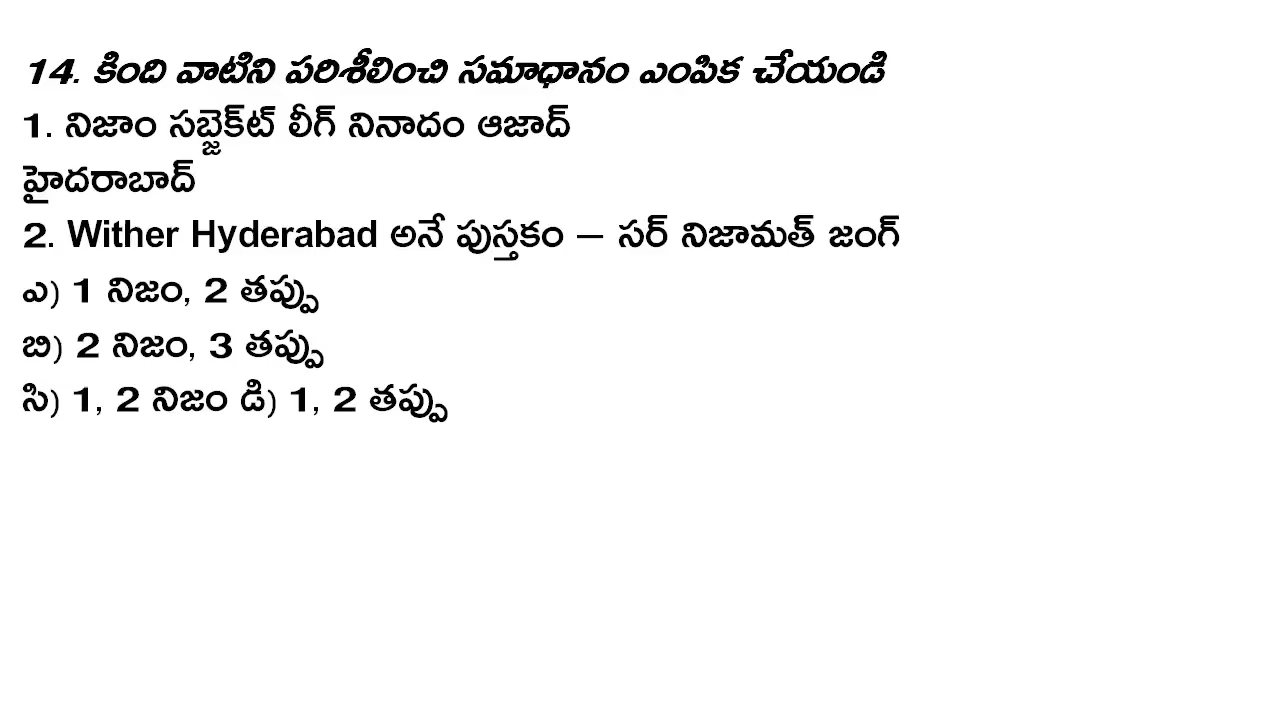 14. కింది వాటిని పరిశీలించి సమాధానం ఎంపిక చేయండి
1. నిజాం సబ్జెక్ట్ లీగ్ నినాదం ఆజాద్
హైదరాబాద్
2. Wither Hyderabad అనే పుస్తకం – సర్ నిజామత్ జంగ్
ఎ) 1 నిజం, 2 తప్పు
బి) 2 నిజం, 3 తప్పు
సి) 1, 2 నిజం డి) 1, 2 తప్పు